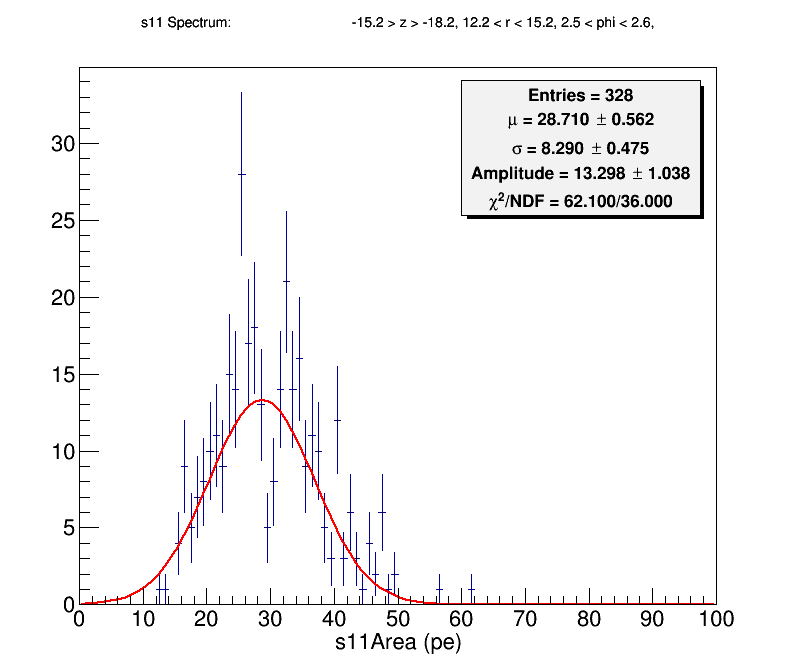 s11 Spectrum: -15.2 > z > -18.2, 12.2 < r < 15.2, 2.5 < phi < 2.6,
Entries = 328
μ = 28.710 ± 0.562
σ = 8.290 ± 0.475
Amplitude = 13.298 ± 1.038
χ²/NDF = 62.100/36.000
30
25
20
15
10
5
0
0 10 20 30 40 50 60 70 80 90 100
s11Area (pe)